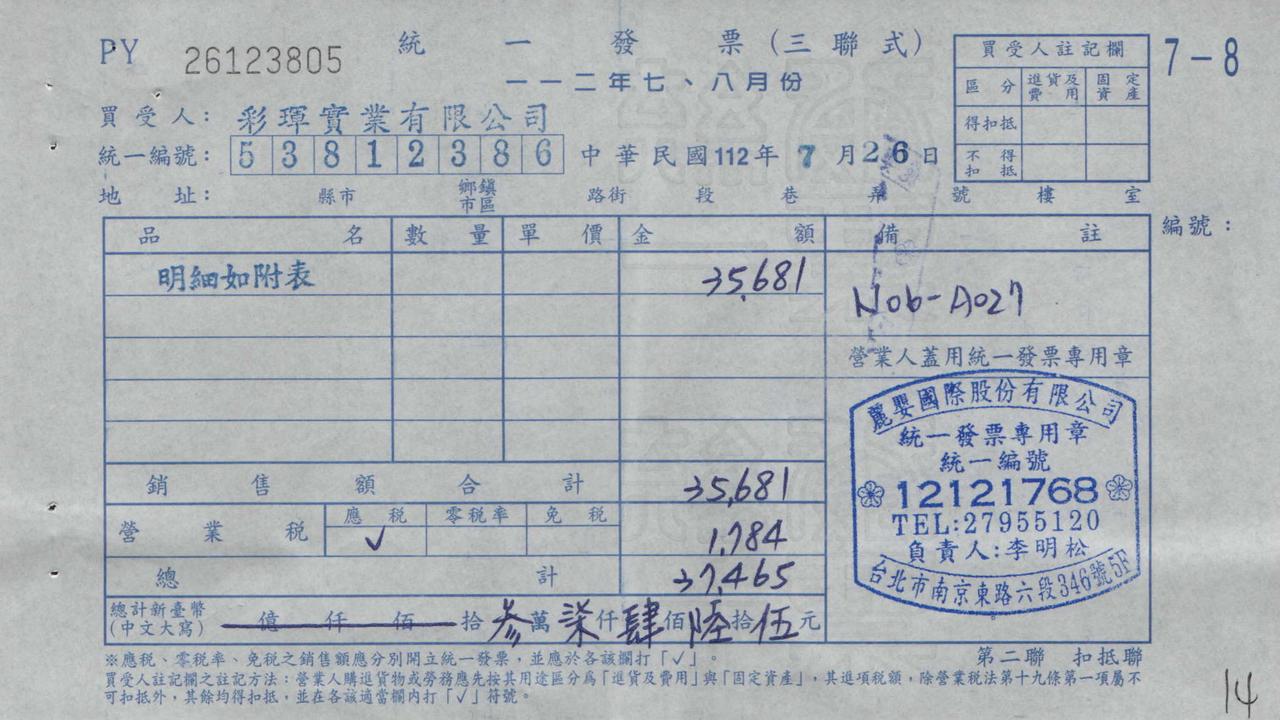 PY 26123805 統一發票(三聯式) 7-8
一一二年七、八月份
買受人: 彩琿實業有限公司
統一編號: 53812386 中華民國112年7月26日
地址: 縣市 鄉鎮市區 路街 段 巷 弄 號 樓 室
買受人註記欄
區分 進貨及費用 固定資產
得扣抵
不得扣抵
編號:
品名 數量 單價 金額 備註
明細如附表 35,681
N06-A027
營業人蓋用統一發票專用章
麗嬰國際股份有限公司
統一發票專用章
統一編號
12121768
TEL:27955120
負責人:李明松
台北市南京東路六段346號5F
銷售額合計 35,681
營業稅 應稅 零稅率 免稅
✓ 1,784
總計 37,465
總計新臺幣
(中文大寫) 億仟佰拾參萬柒仟肆佰陸拾伍元
※應稅、零稅率、免稅之銷售額應分別開立統一發票,並應於各該欄打「✓」。
第二聯 扣抵聯
買受人註記欄之註記方法:營業人購進貨物或勞務應先按其用途區分為「進貨及費用」與「固定資產」,其進項稅額,除營業稅法第十九條第一項屬不
可扣抵外,其餘均得扣抵,並在各該適當欄內打「✓」符號。
14